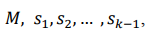 M, s₁, s₂, … , sₖ₋₁,